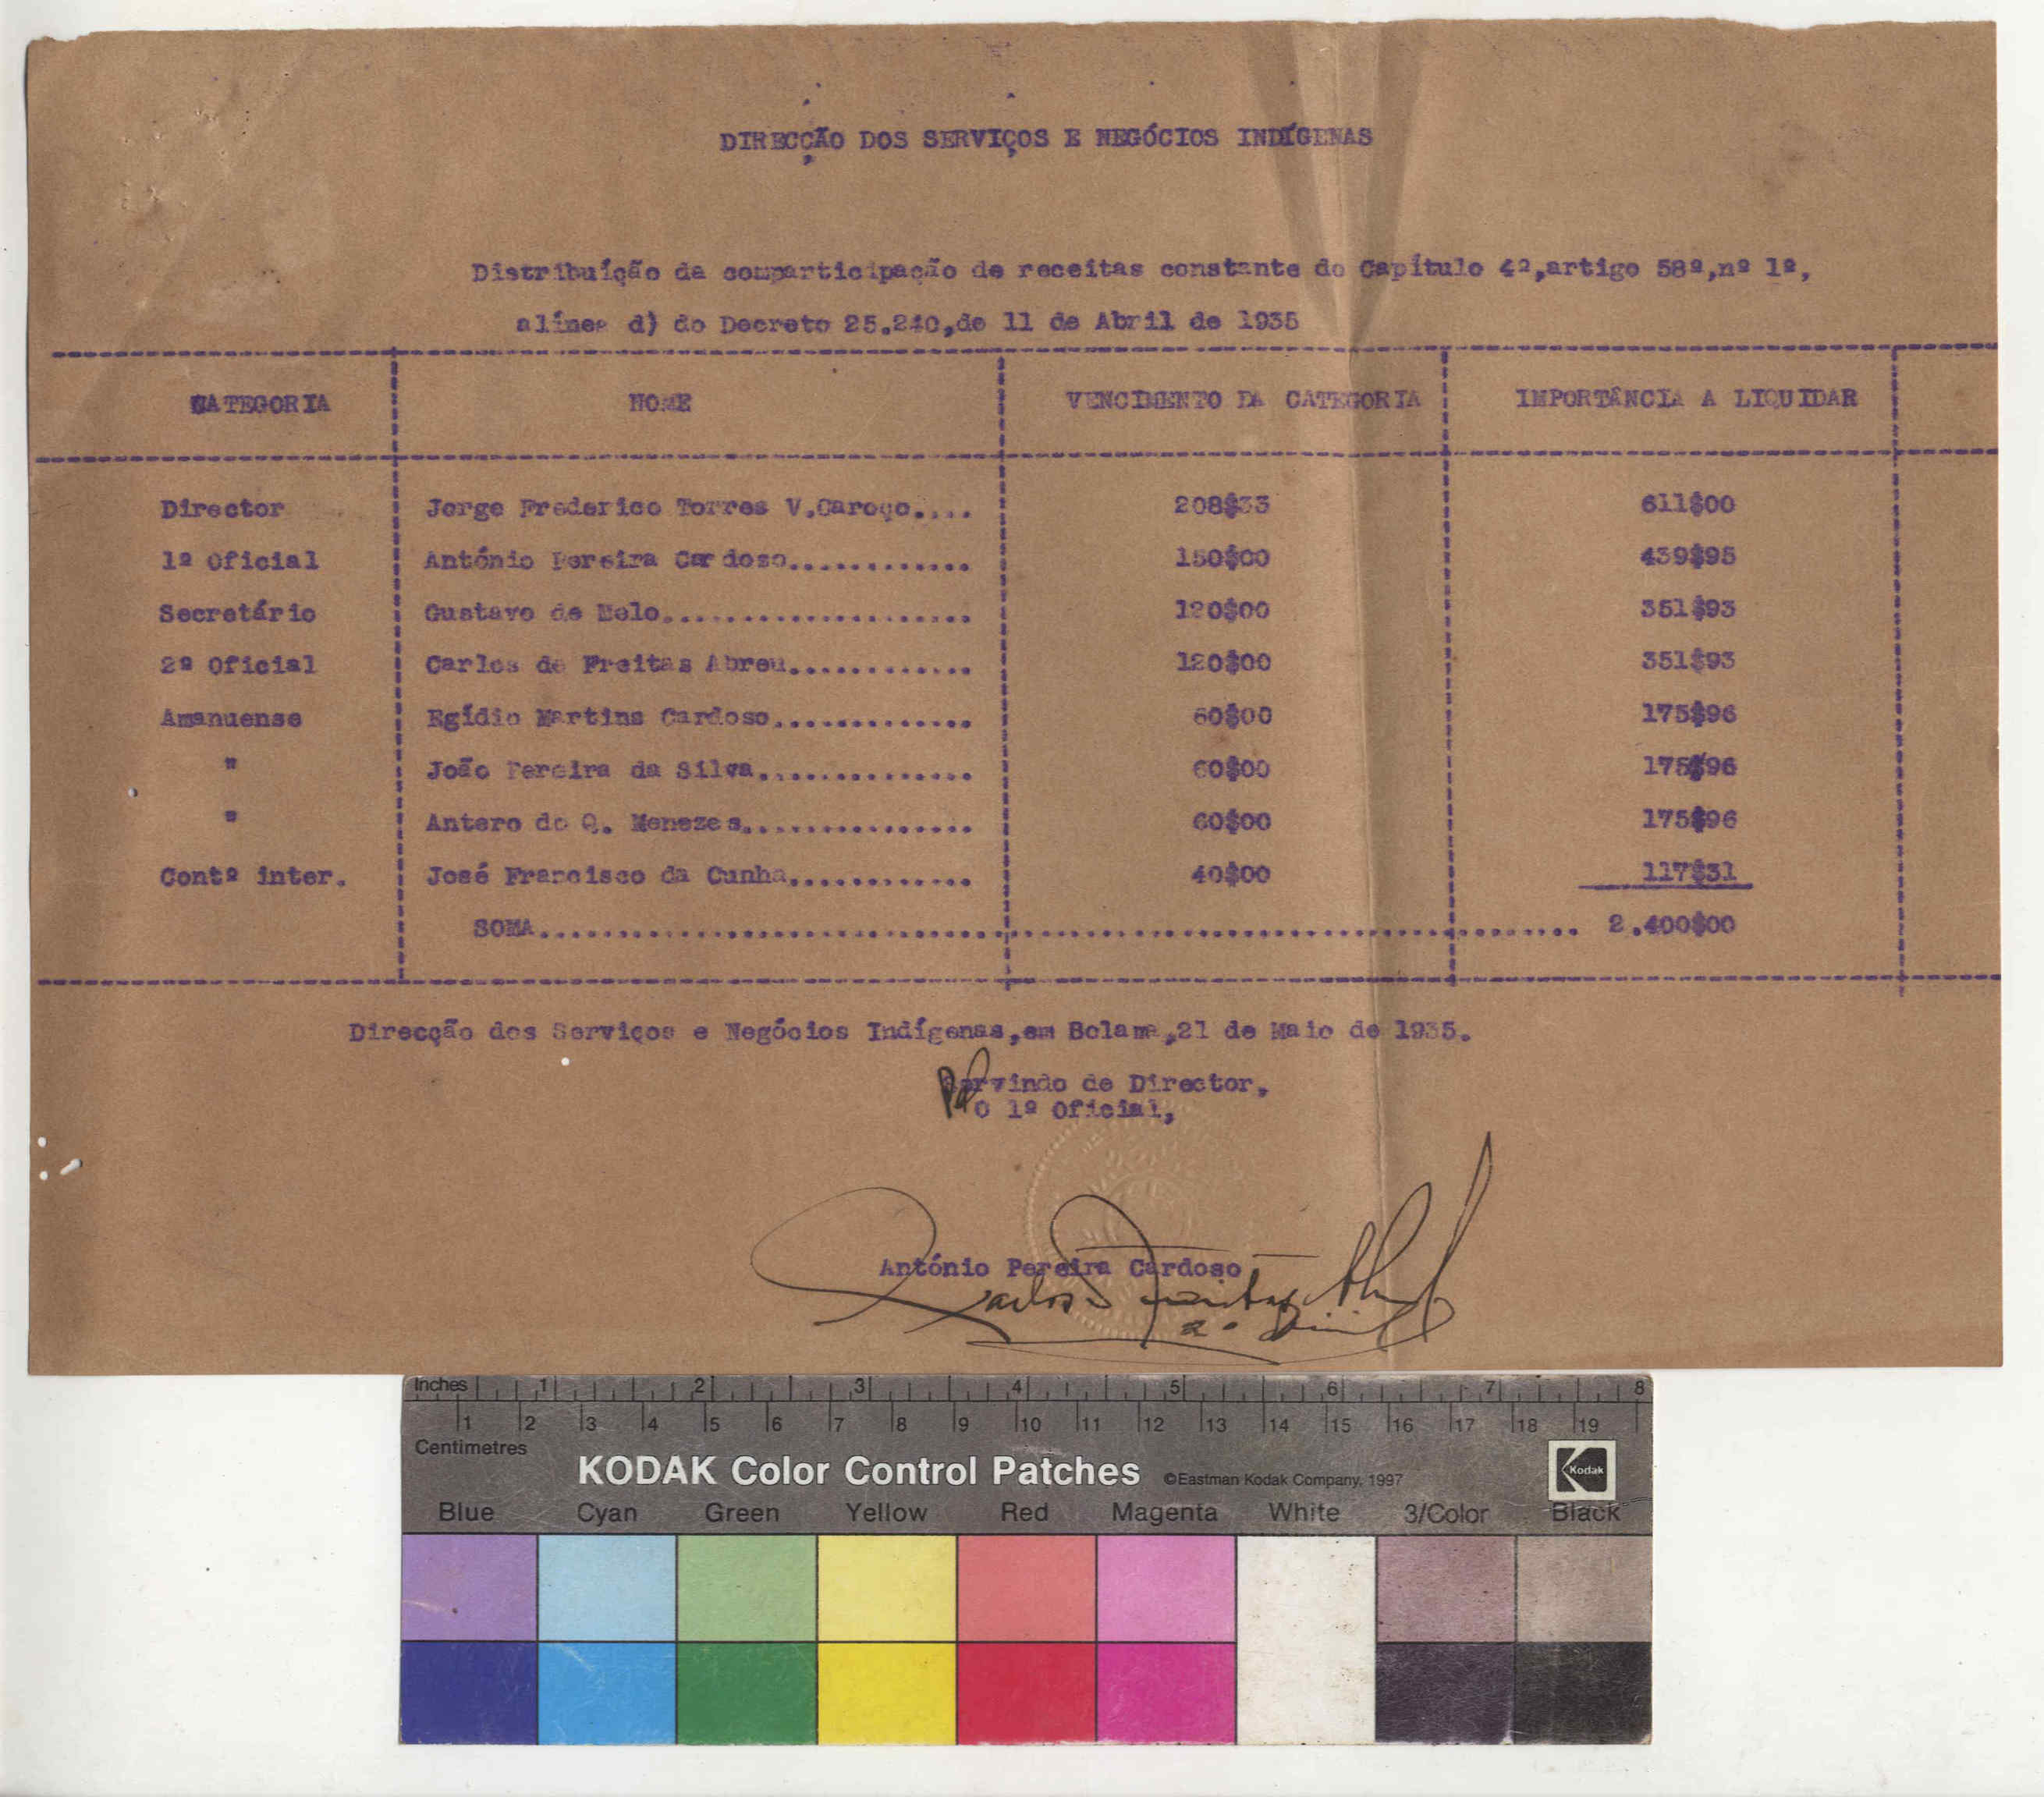 DIRECÇÃO DOS SERVIÇOS E NEGÓCIOS INDÍGENAS
Distribuíção da comparticipação de receitas constante do Capítulo 4º,artigo 58º,nº 1º,
alínea d) do Decreto 25.240,de 11 de Abril de 1935
CATEGORIA NOME VENCIMENTO DA CATEGORIA IMPORTÂNCIA A LIQUIDAR
Director Jorge Frederico Torres V.Caroço.... 208$33 611$00
1º Oficial António Pereira Cardoso............ 150$00 439$95
Secretário Gustavo de Melo.................... 120$00 351$93
2º Oficial Carlos de Freitas Abreu............ 120$00 351$93
Amanuense Egídio Martins Cardoso............. 60$00 175$96
" João Pereira da Silva.............. 60$00 175$96
" Antero do Q. Menezes............... 60$00 175$96
Contº inter. José Francisco da Cunha............ 40$00 117$31
SOMA.................................................................. 2.400$00
Direcção dos Serviços e Negócios Indígenas,em Bolama,21 de Maio de 1935.
Servindo de Director,
O 1º Oficial,
António Pereira Cardoso
Carlos de Freitas Abreu
2º
Inches 1 2 3 4 5 6 7 8
1 2 3 4 5 6 7 8 9 10 11 12 13 14 15 16 17 18 19
Centimetres
KODAK Color Control Patches ©Eastman Kodak Company, 1997 Kodak
Blue Cyan Green Yellow Red Magenta White 3/Color Black